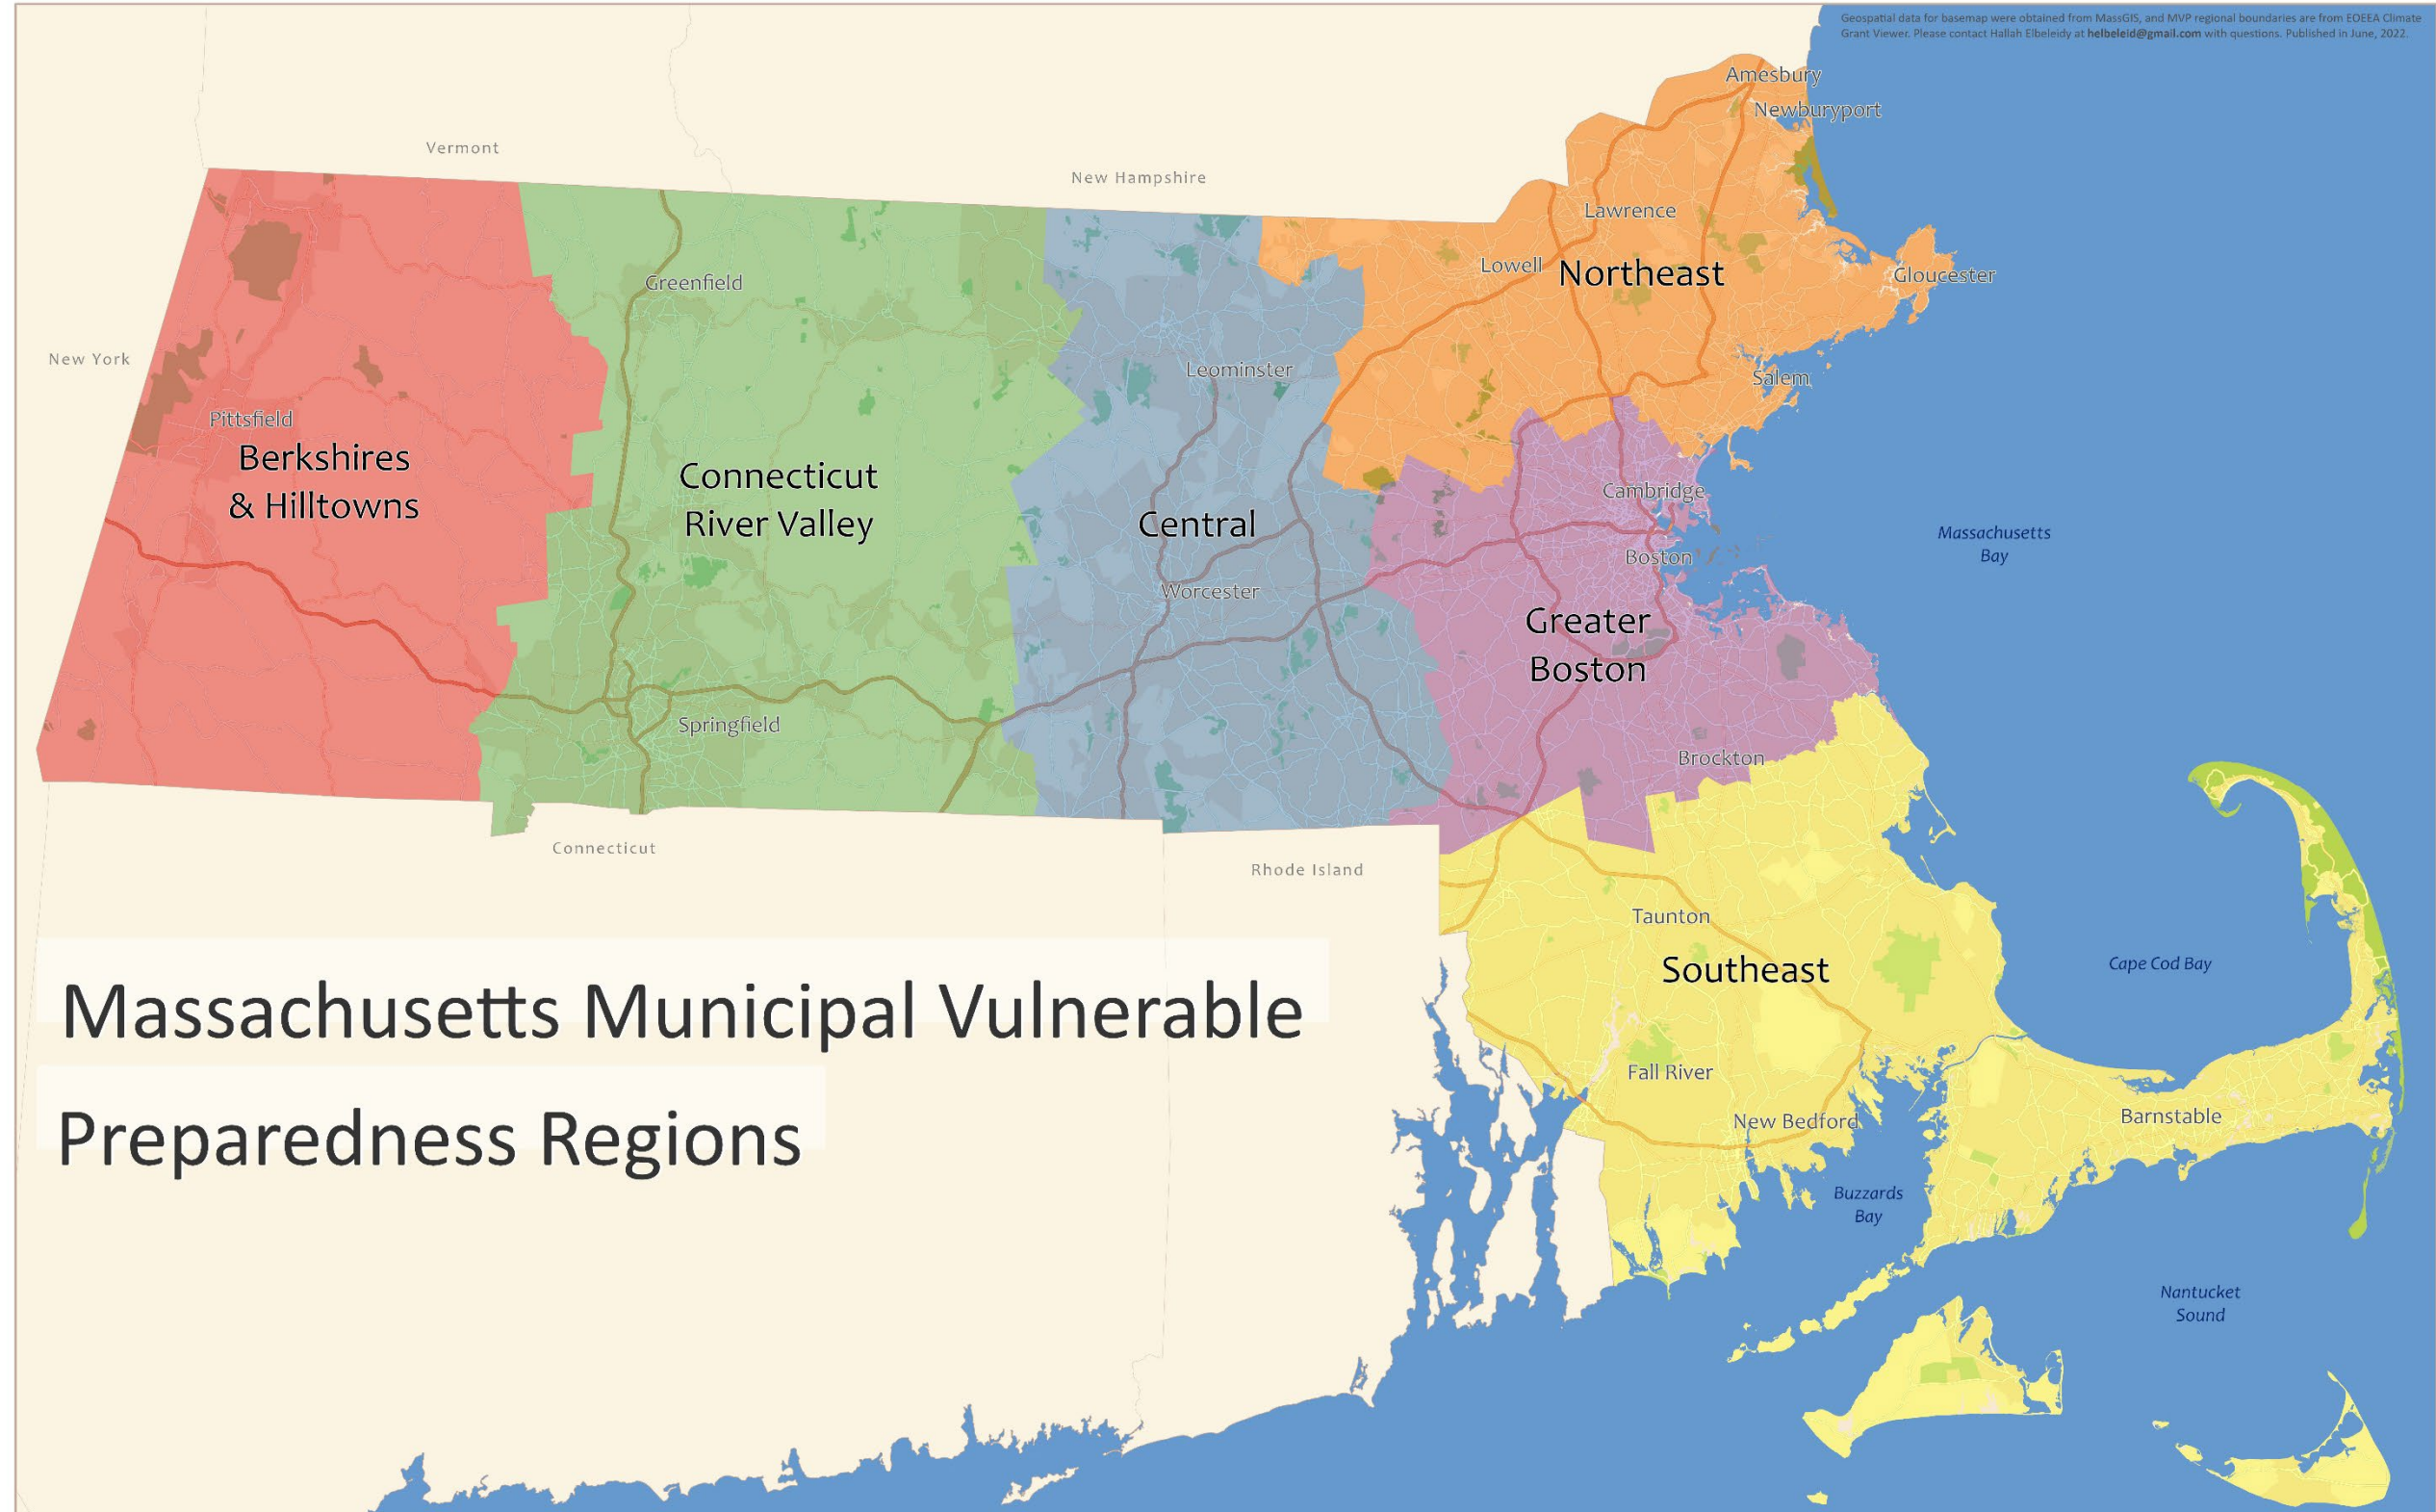 Geospatial data for basemap were obtained from MassGIS, and MVP regional boundaries are from EOEEA Climate
Grant Viewer. Please contact Hallah Elbeleidy at helbeleid@gmail.com with questions. Published in June, 2022.
Amesbury
Newburyport
Vermont
New Hampshire
Lawrence
Lowell
Northeast
Gloucester
Greenfield
New York
Leominster
Salem
Pittsfield
Berkshires
& Hilltowns
Connecticut
River Valley
Central
Cambridge
Boston
Massachusetts
Bay
Worcester
Greater
Boston
Springfield
Brockton
Connecticut
Rhode Island
Taunton
Southeast
Cape Cod Bay
Massachusetts Municipal Vulnerable
Preparedness Regions
Fall River
New Bedford
Barnstable
Buzzards
Bay
Nantucket
Sound